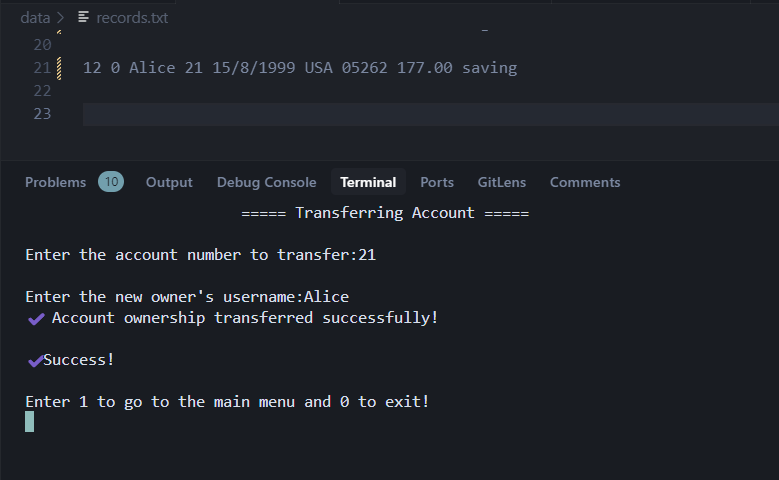 data > records.txt
20
21 12 0 Alice 21 15/8/1999 USA 05262 177.00 saving
22
23
Problems 10 Output Debug Console Terminal Ports GitLens Comments
===== Transferring Account =====
Enter the account number to transfer:21
Enter the new owner's username:Alice
✔ Account ownership transferred successfully!
✔Success!
Enter 1 to go to the main menu and 0 to exit!